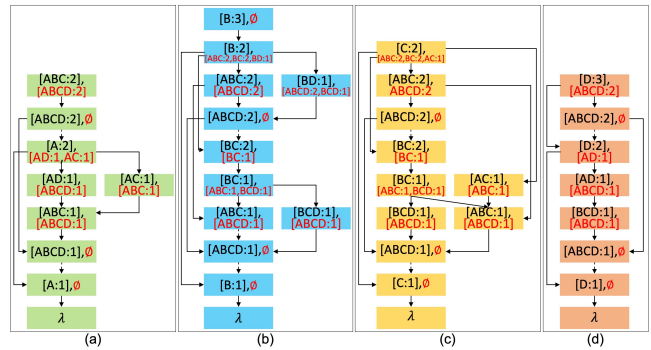 [ABC:2],
[ABCD:2]
[ABCD:2],∅
[A:2],
[AD:1,AC:1]
[AD:1],
[ABCD:1]
[AC:1],
[ABC:1]
[ABC:1],
[ABCD:1]
[ABCD:1],∅
[A:1],∅
λ
(a)
[B:3],∅
[B:2],
[ABC:2,BC:2,BD:1]
[ABC:2],
[ABCD:2]
[BD:1],
[ABCD:2,BCD:1]
[ABCD:2],∅
[BC:2],
[BC:1]
[BC:1],
[ABC:1,BCD:1]
[ABC:1],
[ABCD:1]
[BCD:1],
[ABCD:1]
[ABCD:1],∅
[B:1],∅
λ
(b)
[C:2],
[ABC:2,BC:2,AC:1]
[ABC:2],
ABCD:2
[ABCD:2],∅
[BC:2],
[BC:1]
[BC:1],
[ABC:1,BCD:1]
[AC:1],
[ABC:1]
[BCD:1],
[ABCD:1]
[ABC:1],
[ABCD:1]
[ABCD:1],∅
[C:1],∅
λ
(c)
[D:3],
[ABCD:2]
[ABCD:2],∅
[D:2],
[AD:1]
[AD:1],
[ABCD:1]
[BCD:1],
[ABCD:1]
[ABCD:1],∅
[D:1],∅
λ
(d)